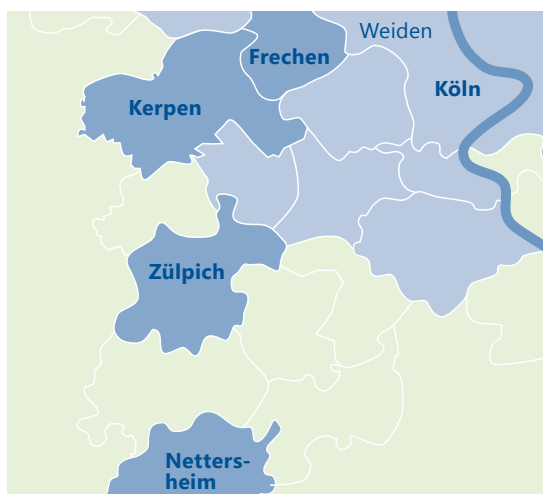 Weiden
Frechen
Köln
Kerpen
Zülpich
Netters-
heim